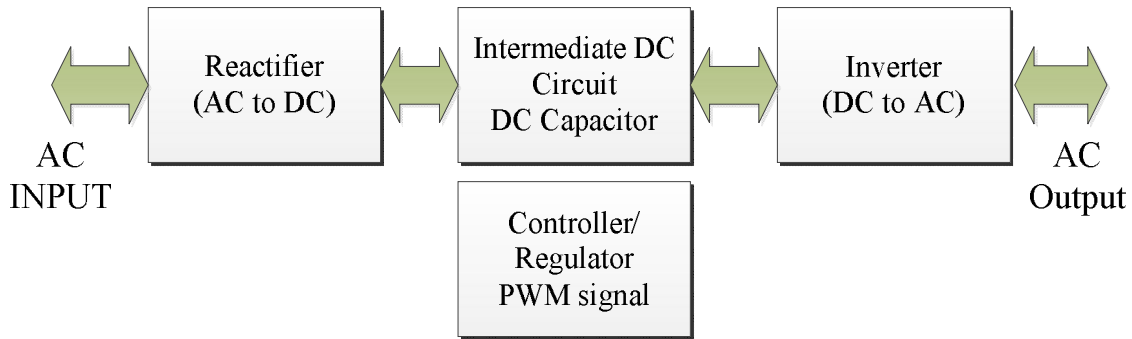 Reactifier
(AC to DC)
Intermediate DC
Circuit
DC Capacitor
Inverter
(DC to AC)
AC
INPUT
AC
Output
Controller/
Regulator
PWM signal